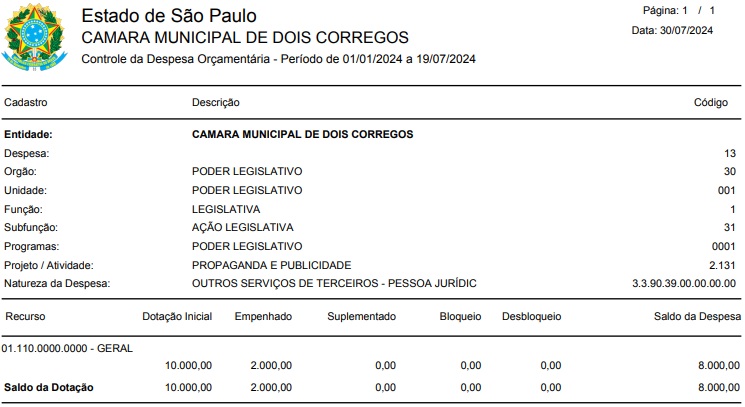 Estado de São Paulo
Página: 1 / 1
CAMARA MUNICIPAL DE DOIS CORREGOS
Data: 30/07/2024
Controle da Despesa Orçamentária - Período de 01/01/2024 a 19/07/2024
Cadastro Descrição Código
Entidade: CAMARA MUNICIPAL DE DOIS CORREGOS
Despesa: 13
Orgão: PODER LEGISLATIVO 30
Unidade: PODER LEGISLATIVO 001
Função: LEGISLATIVA 1
Subfunção: AÇÃO LEGISLATIVA 31
Programas: PODER LEGISLATIVO 0001
Projeto / Atividade: PROPAGANDA E PUBLICIDADE 2.131
Natureza da Despesa: OUTROS SERVIÇOS DE TERCEIROS - PESSOA JURÍDIC 3.3.90.39.00.00.00.00
Recurso Dotação Inicial Empenhado Suplementado Bloqueio Desbloqueio Saldo da Despesa
01.110.0000.0000 - GERAL
10.000,00 2.000,00 0,00 0,00 0,00 8.000,00
Saldo da Dotação 10.000,00 2.000,00 0,00 0,00 0,00 8.000,00